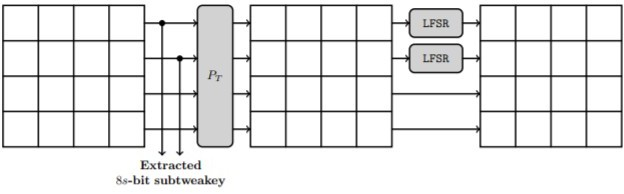 LFSR
LFSR
P_T
Extracted
8s-bit subtweakey